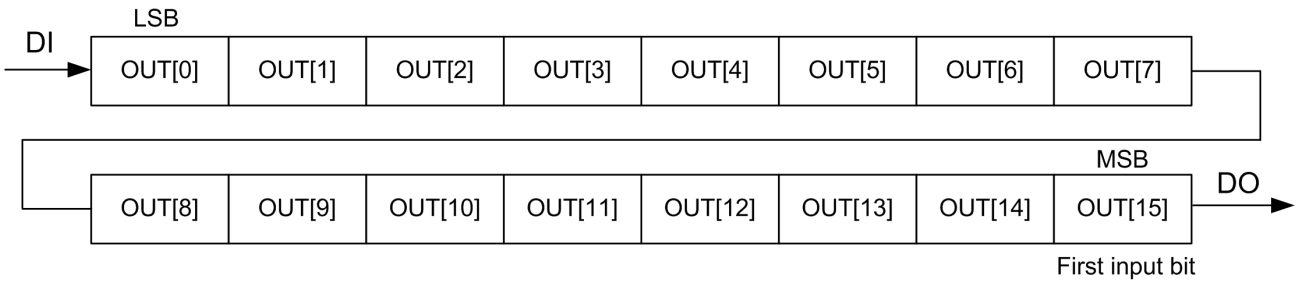 LSB
DI
OUT[0] OUT[1] OUT[2] OUT[3] OUT[4] OUT[5] OUT[6] OUT[7]
MSB
OUT[8] OUT[9] OUT[10] OUT[11] OUT[12] OUT[13] OUT[14] OUT[15]
DO
First input bit